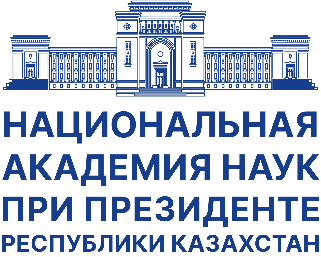 НАЦИОНАЛЬНАЯ
АКАДЕМИЯ НАУК
ПРИ ПРЕЗИДЕНТЕ
РЕСПУБЛИКИ КАЗАХСТАН